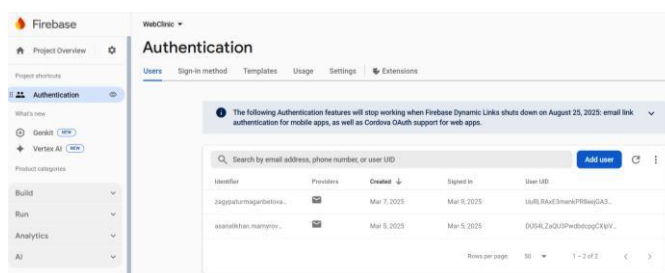 Firebase
WebClinic
Project Overview
Authentication
Users Sign-in method Templates Usage Settings Extensions
Project shortcuts
Authentication
What's new
Genkit NEW
Vertex AI NEW
Product categories
Build
Run
Analytics
AI
The following Authentication features will stop working when Firebase Dynamic Links shuts down on August 25, 2025: email link
authentication for mobile apps, as well as Cordova OAuth support for web apps.
Search by email address, phone number, or user UID
Add user
Identifier Providers Created Signed in User UID
Mar 7, 2025 Mar 9, 2025
asanalikhan.mamyrov... Mar 5, 2025 Mar 5, 2025
Rows per page: 50 1 – 2 of 2